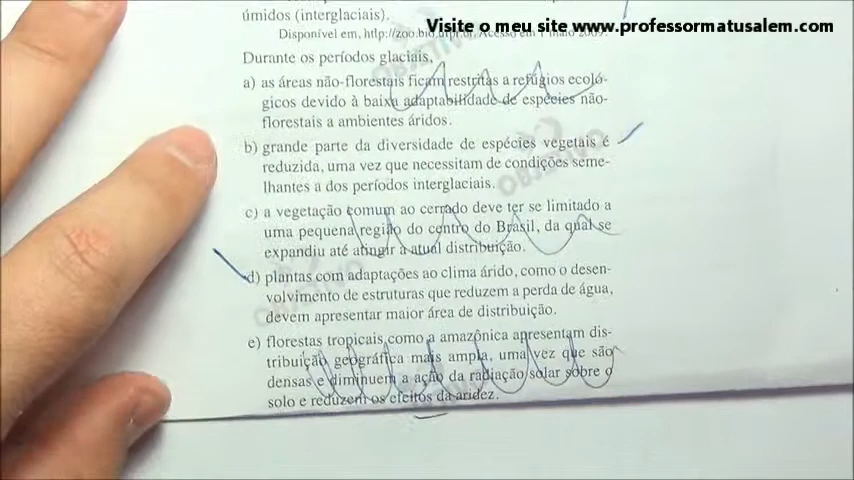 úmidos (interglaciais).
Visite o meu site www.professormatusalem.com
Disponível em, http://zoo.bio.ufpr.br, Acesso em 1 maio 2009.
Durante os períodos glaciais,
a) as áreas não-florestais ficam restritas a refúgios ecoló-
gicos devido à baixa adaptabilidade de espécies não-
florestais a ambientes áridos.
b) grande parte da diversidade de espécies vegetais é
reduzida, uma vez que necessitam de condições seme-
lhantes a dos períodos interglaciais.
c) a vegetação comum ao cerrado deve ter se limitado a
uma pequena região do centro do Brasil, da qual se
expandiu até atingir a atual distribuição.
d) plantas com adaptações ao clima árido, como o desen-
volvimento de estruturas que reduzem a perda de água,
devem apresentar maior área de distribuição.
e) florestas tropicais como a amazônica apresentam dis-
tribuição geográfica mais ampla, uma vez que são
densas e diminuem a ação da radiação solar sobre o
solo e reduzem os efeitos da aridez.